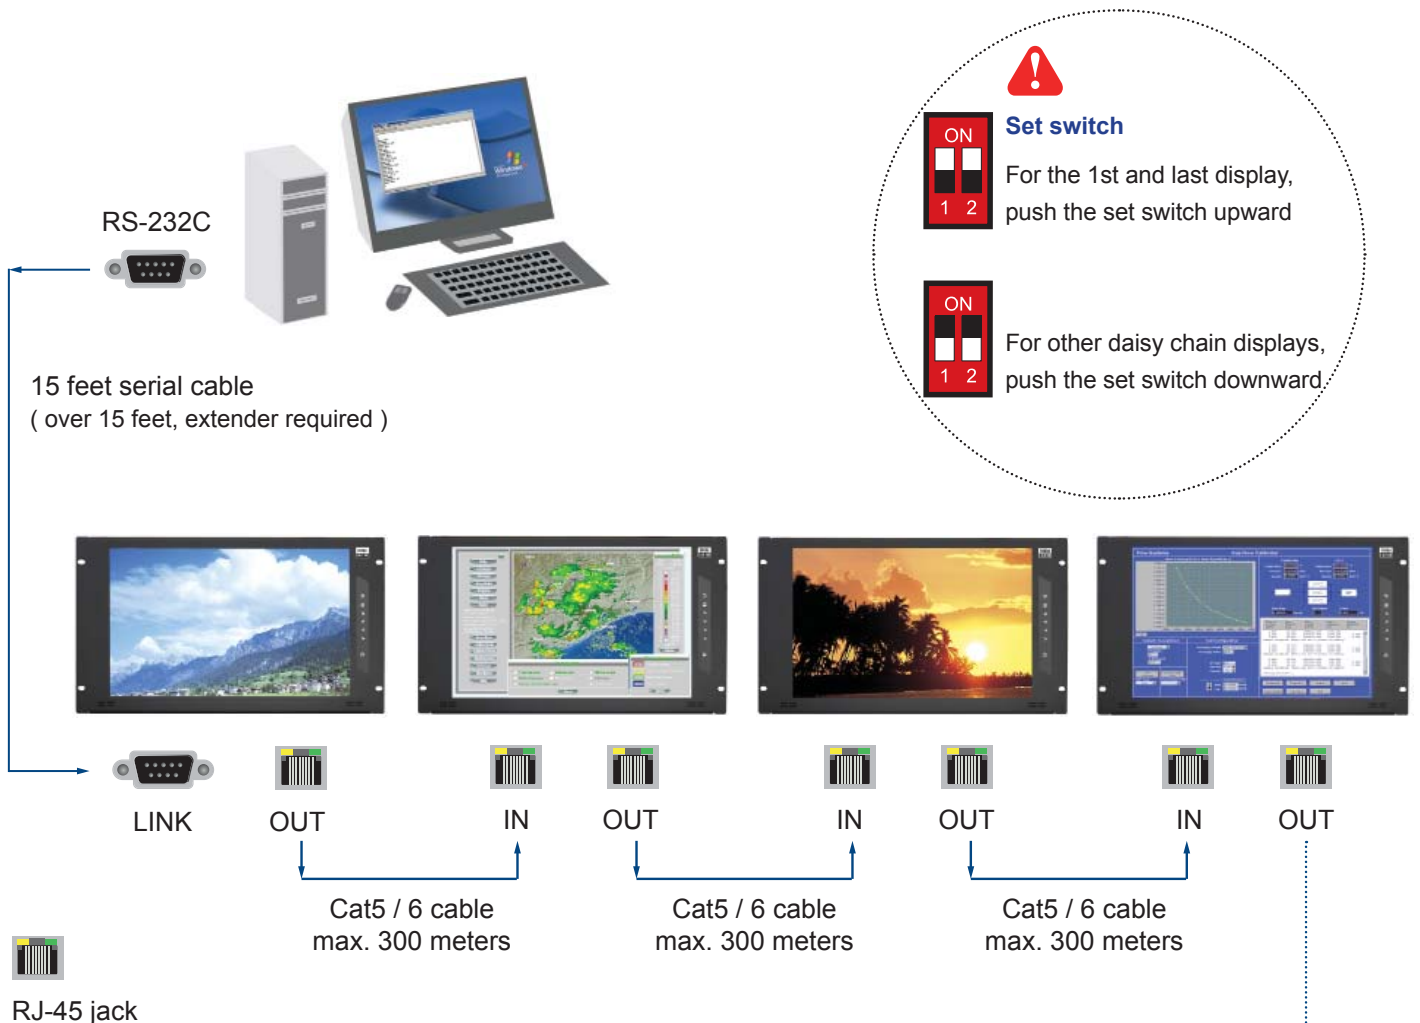 RS-232C
15 feet serial cable
( over 15 feet, extender required )
Windows
ON
1 2
Set switch
For the 1st and last display,
push the set switch upward
ON
1 2
For other daisy chain displays,
push the set switch downward.
LINK
OUT
IN
OUT
IN
OUT
IN
OUT
Cat5 / 6 cable
max. 300 meters
Cat5 / 6 cable
max. 300 meters
Cat5 / 6 cable
max. 300 meters
RJ-45 jack